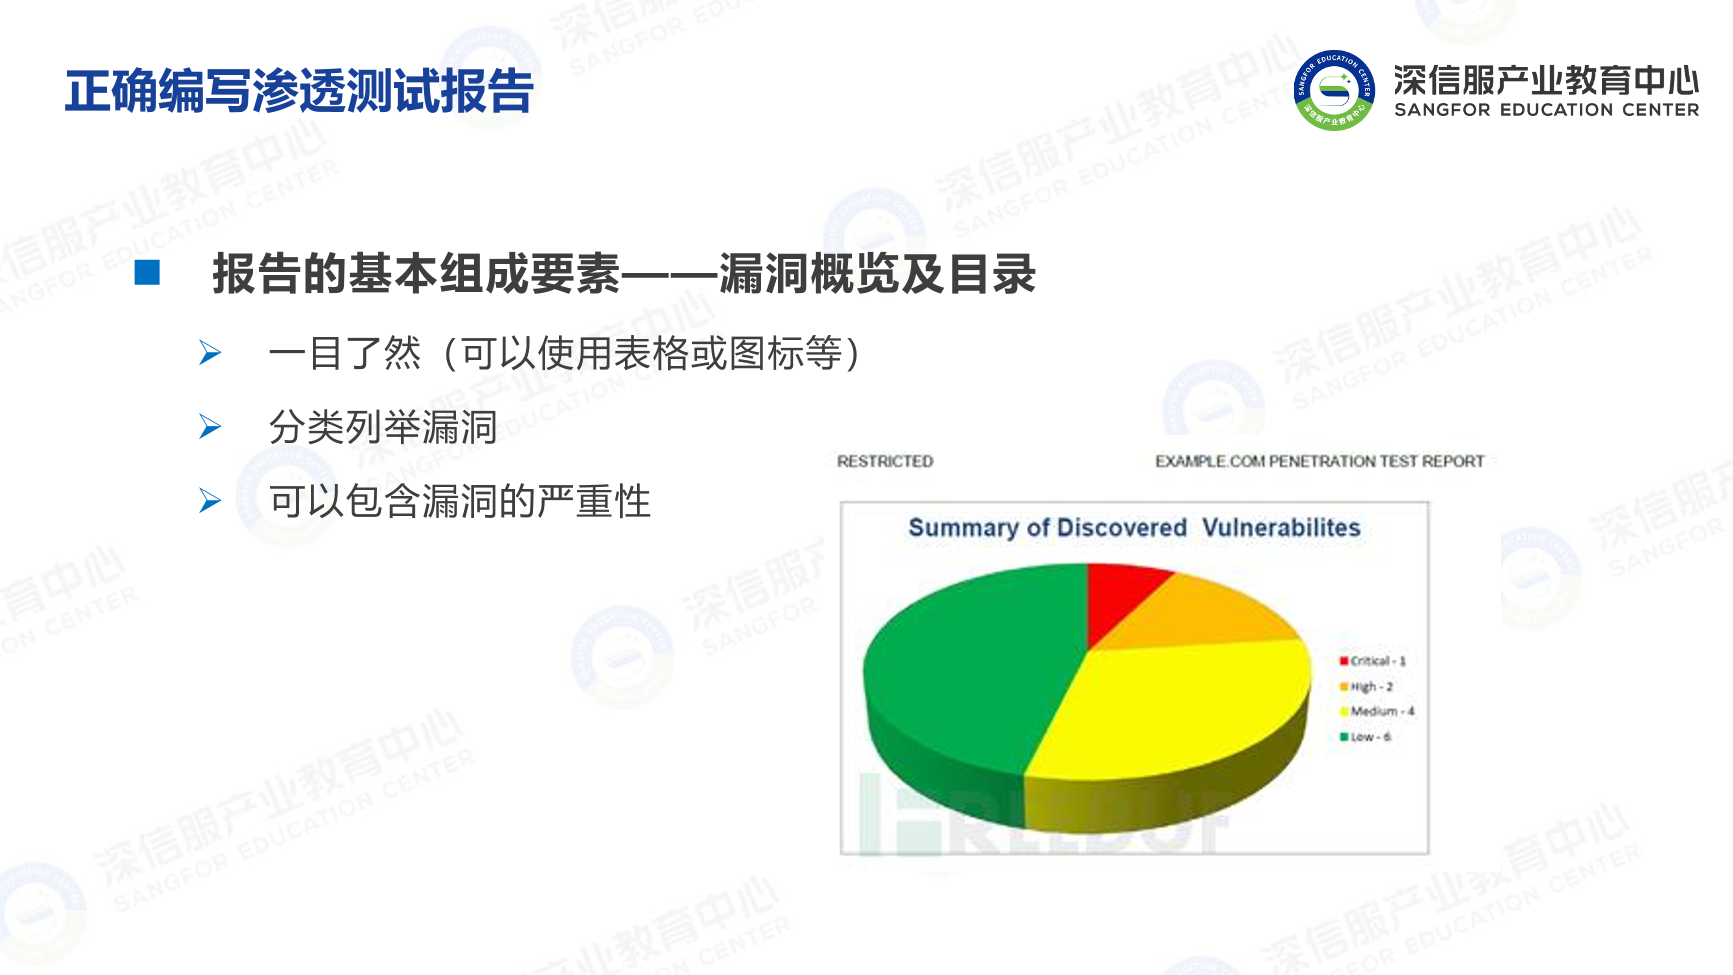 正确编写渗透测试报告
深信服产业教育中心
SANGFOR EDUCATION CENTER
报告的基本组成要素——漏洞概览及目录
一目了然（可以使用表格或图标等）
分类列举漏洞
可以包含漏洞的严重性
RESTRICTED
EXAMPLE.COM PENETRATION TEST REPORT
Summary of Discovered Vulnerabilites
Critical - 1
High - 2
Medium - 4
Low - 6
FREEBUF